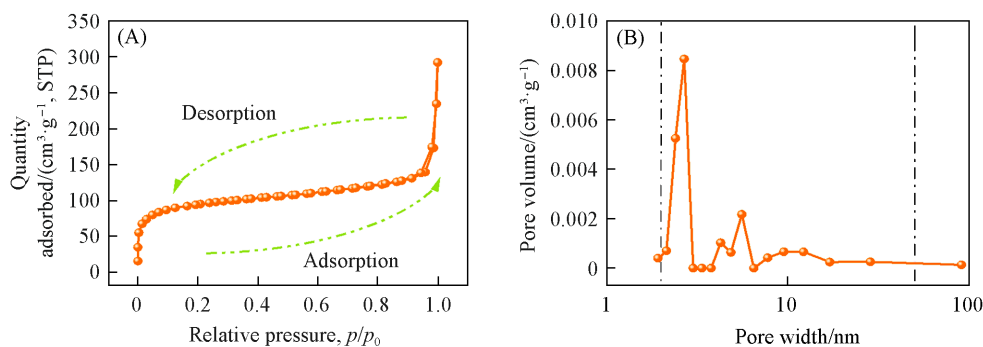 (A)
Quantity
adsorbed/(cm³·g⁻¹, STP)
350
300
250
200
150
100
50
0
Desorption
Adsorption
0 0.2 0.4 0.6 0.8 1.0
Relative pressure, p/p₀
(B)
Pore volume/(cm³·g⁻¹)
0.010
0.008
0.006
0.004
0.002
0
1 10 100
Pore width/nm